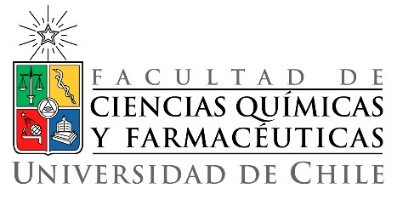 FACULTAD DE
CIENCIAS QUÍMICAS
Y FARMACÉUTICAS
UNIVERSIDAD DE CHILE